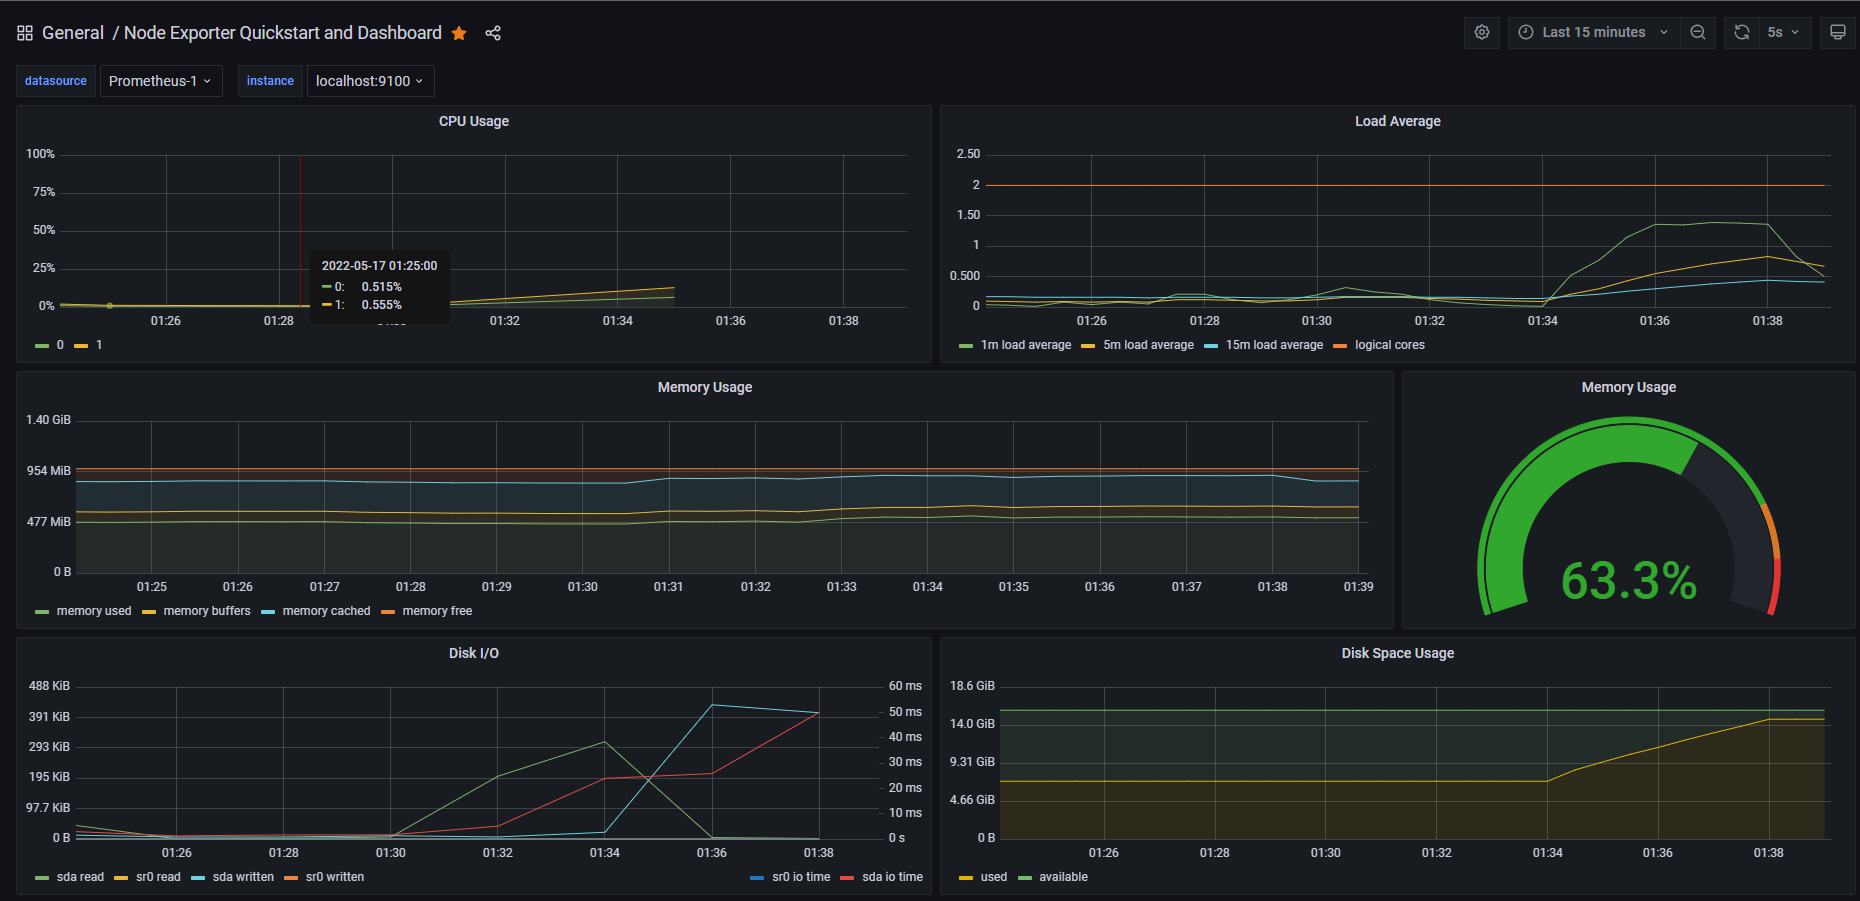 General / Node Exporter Quickstart and Dashboard
Last 15 minutes
5s
datasource Prometheus-1 instance localhost:9100
CPU Usage
100%
75%
50%
25%
0%
2022-05-17 01:25:00
0: 0.515%
1: 0.555%
01:26 01:28 01:32 01:34 01:36 01:38
0 1
Load Average
2.50
2
1.50
1
0.500
0
01:26 01:28 01:30 01:32 01:34 01:36 01:38
1m load average 5m load average 15m load average logical cores
Memory Usage
1.40 GiB
954 MiB
477 MiB
0 B
01:25 01:26 01:27 01:28 01:29 01:30 01:31 01:32 01:33 01:34 01:35 01:36 01:37 01:38 01:39
memory used memory buffers memory cached memory free
Memory Usage
63.3%
Disk I/O
488 KiB
391 KiB
293 KiB
195 KiB
97.7 KiB
0 B
60 ms
50 ms
40 ms
30 ms
20 ms
10 ms
0 s
01:26 01:28 01:30 01:32 01:34 01:36 01:38
sda read sr0 read sda written sr0 written sr0 io time sda io time
Disk Space Usage
18.6 GiB
14.0 GiB
9.31 GiB
4.66 GiB
0 B
01:26 01:28 01:30 01:32 01:34 01:36 01:38
used available